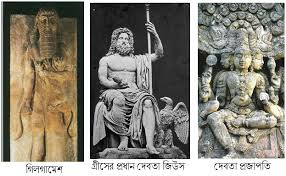 গিলগামেশ
গ্রীসের প্রধান দেবতা জিউস
দেবতা প্রজাপতি